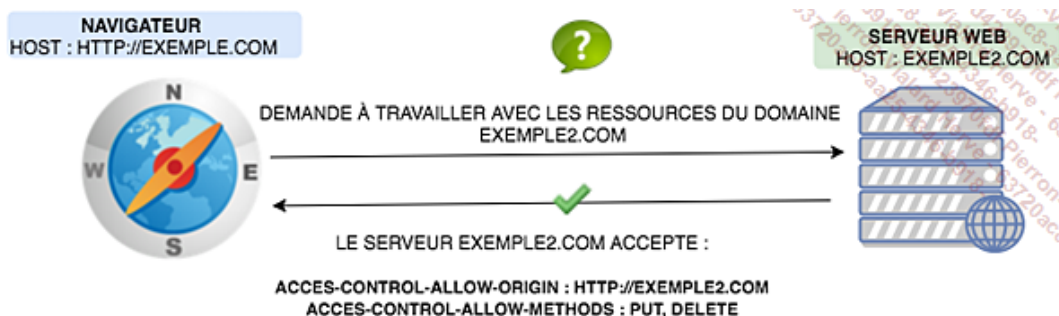 NAVIGATEUR
HOST : HTTP://EXEMPLE.COM
?
SERVEUR WEB
HOST : EXEMPLE2.COM
N
W
E
S
DEMANDE À TRAVAILLER AVEC LES RESSOURCES DU DOMAINE
EXEMPLE2.COM
LE SERVEUR EXEMPLE2.COM ACCEPTE :
ACCES-CONTROL-ALLOW-ORIGIN : HTTP://EXEMPLE2.COM
ACCES-CONTROL-ALLOW-METHODS : PUT, DELETE